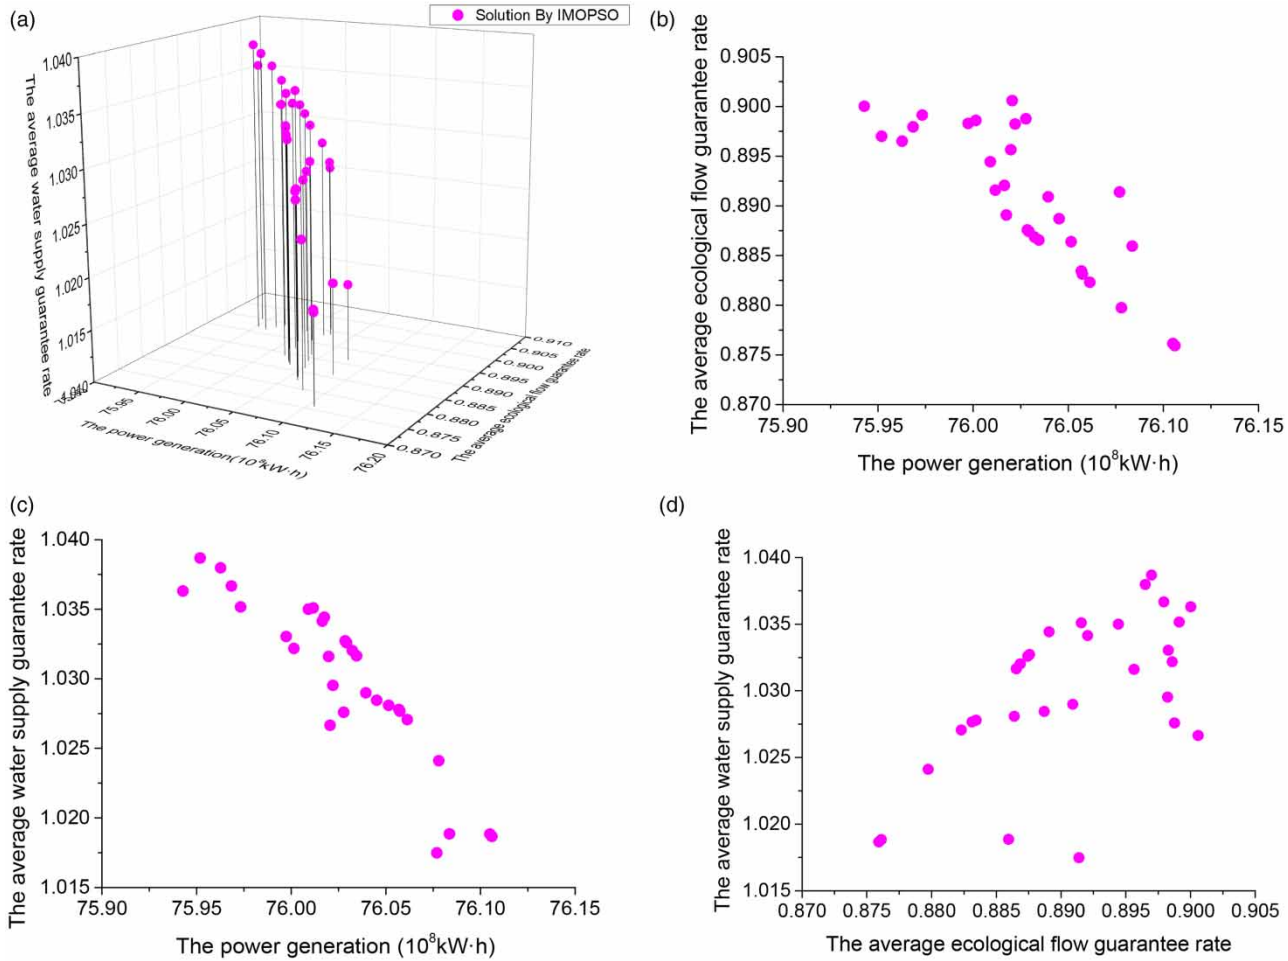 (a)
Solution By IMOPSO
The average water supply guarantee rate
1.040
1.035
1.030
1.025
1.020
1.015
75.95
76.00
76.05
76.10
76.15
76.20
The power generation(10⁸kW·h)
0.910
0.905
0.900
0.895
0.890
0.885
0.880
0.875
0.870
The average ecological flow guarantee rate
(b)
The average ecological flow guarantee rate
0.905
0.900
0.895
0.890
0.885
0.880
0.875
0.870
75.90 75.95 76.00 76.05 76.10 76.15
The power generation (10⁸kW·h)
(c)
The average water supply guarantee rate
1.040
1.035
1.030
1.025
1.020
1.015
75.90 75.95 76.00 76.05 76.10 76.15
The power generation (10⁸kW·h)
(d)
The average water supply guarantee rate
1.040
1.035
1.030
1.025
1.020
1.015
0.870 0.875 0.880 0.885 0.890 0.895 0.900 0.905
The average ecological flow guarantee rate